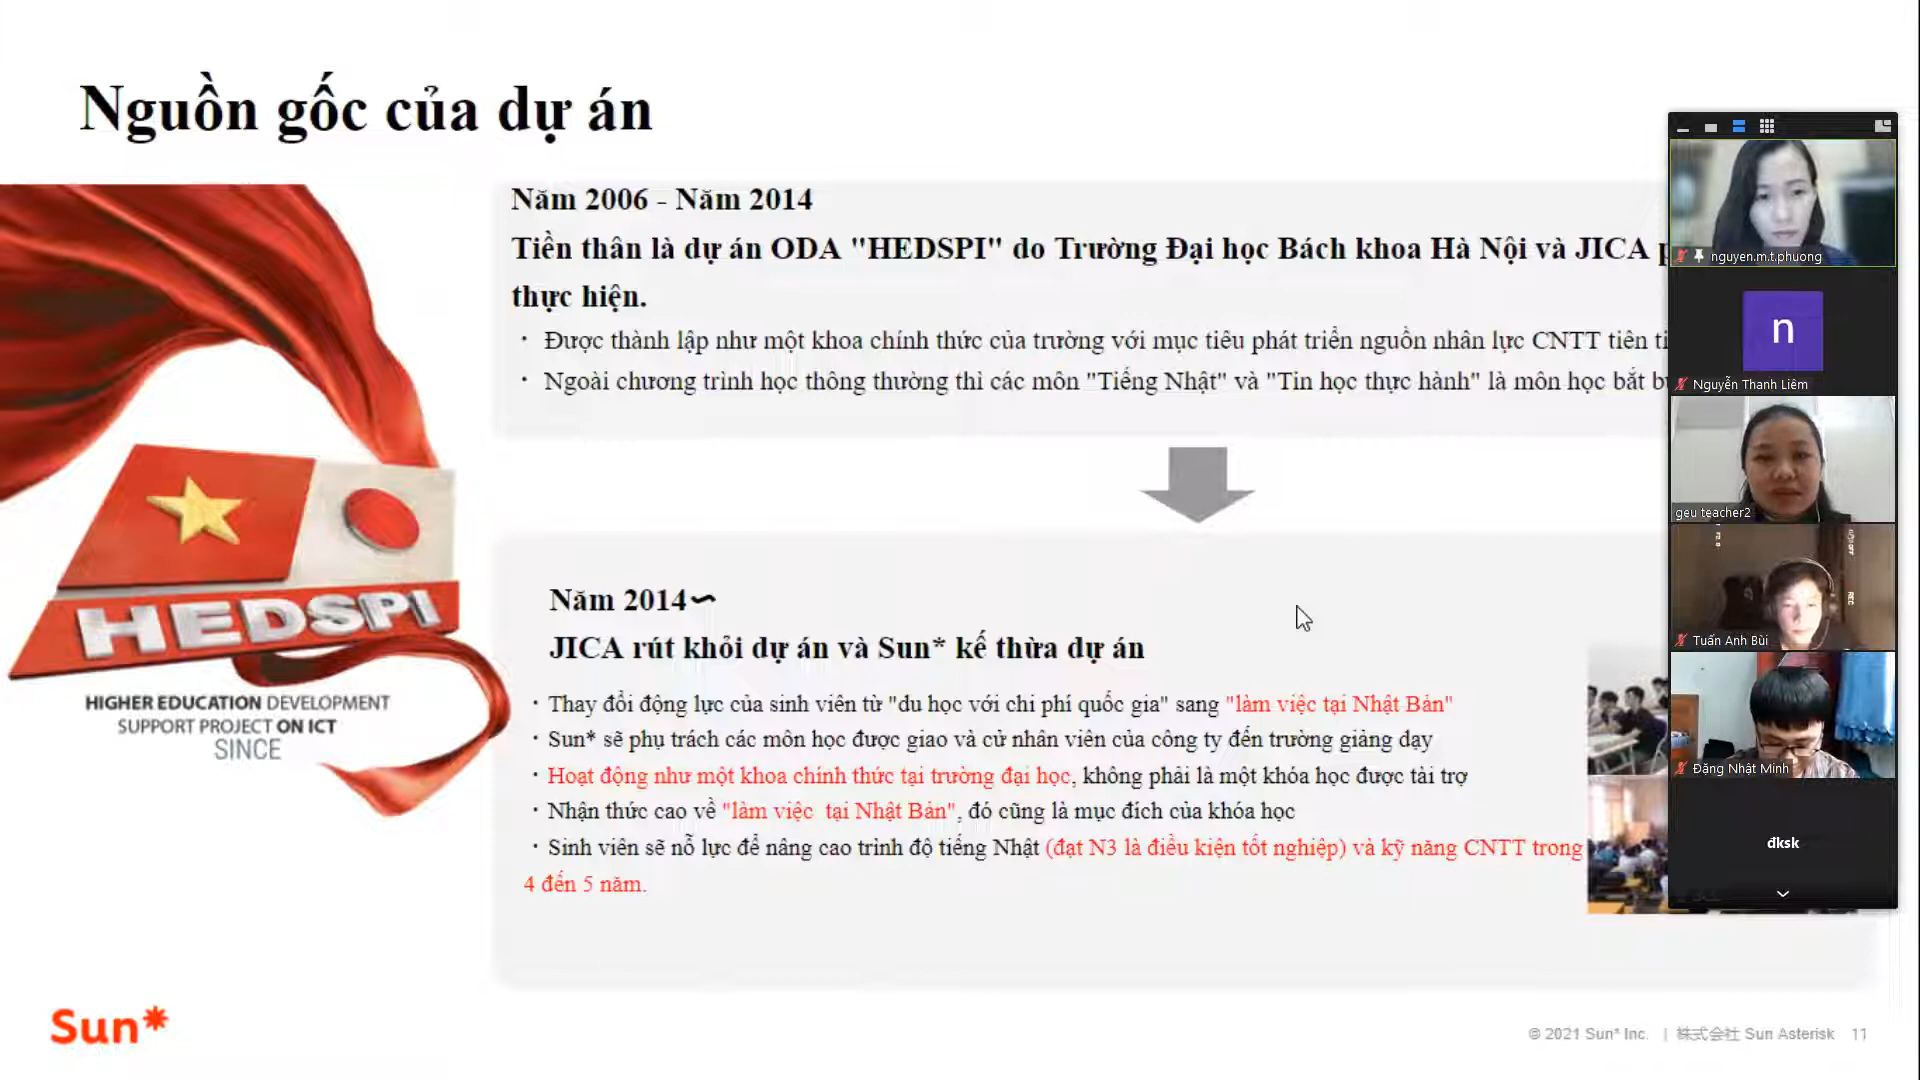 Nguồn gốc của dự án
Năm 2006 - Năm 2014
Tiền thân là dự án ODA "HEDSPI" do Trường Đại học Bách khoa Hà Nội và JICA
thực hiện.
· Được thành lập như một khoa chính thức của trường với mục tiêu phát triển nguồn nhân lực CNTT tiên
· Ngoài chương trình học thông thường thì các môn "Tiếng Nhật" và "Tin học thực hành" là môn học bắt
HEDSPI
HIGHER EDUCATION DEVELOPMENT
SUPPORT PROJECT ON ICT
SINCE
Năm 2014~
JICA rút khỏi dự án và Sun* kế thừa dự án
· Thay đổi động lực của sinh viên từ "du học với chi phí quốc gia" sang "làm việc tại Nhật Bản"
· Sun* sẽ phụ trách các môn học được giao và cử nhân viên của công ty đến trường giảng dạy
· Hoạt động như một khoa chính thức tại trường đại học, không phải là một khóa học được tài trợ
· Nhận thức cao về "làm việc tại Nhật Bản", đó cũng là mục đích của khóa học
· Sinh viên sẽ nỗ lực để nâng cao trình độ tiếng Nhật (đạt N3 là điều kiện tốt nghiệp) và kỹ năng CNTT trong
4 đến 5 năm.
Sun*
© 2021 Sun* Inc. | 株式会社 Sun Asterisk 11
nguyen.m.t.phuong
n
Nguyễn Thanh Liêm
geu teacher2
Tuấn Anh Bùi
REC
Đặng Nhật Minh
đksk